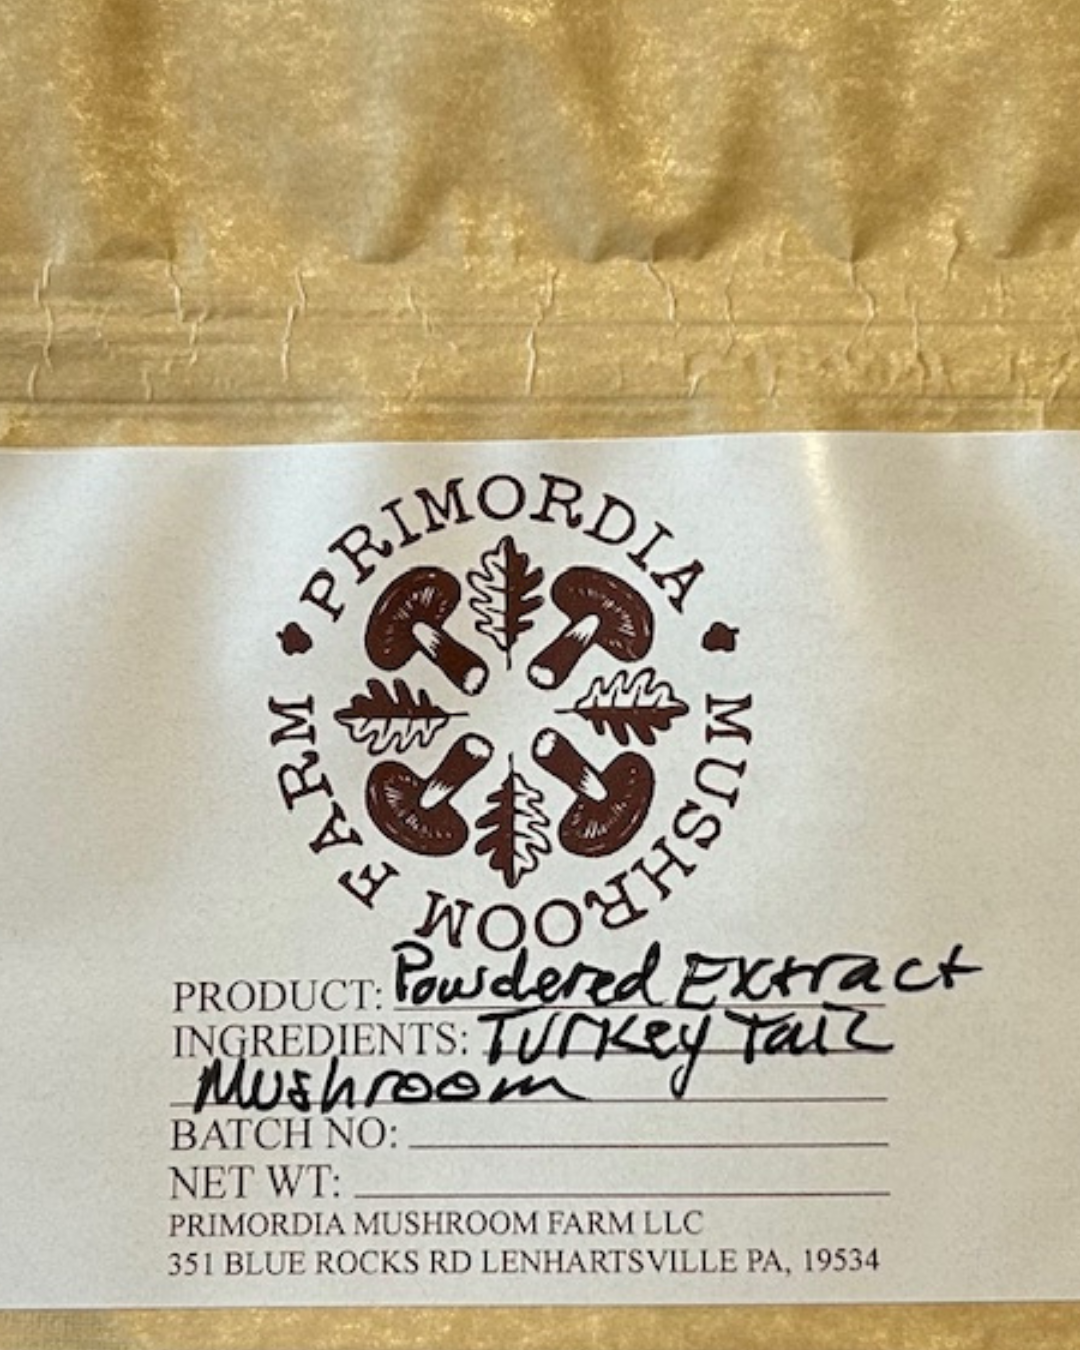 PRIMORDIA MUSHROOM FARM
PRODUCT: Powdered Extract
INGREDIENTS: Turkey Tail
Mushroom
BATCH NO:
NET WT:
PRIMORDIA MUSHROOM FARM LLC
351 BLUE ROCKS RD LENHARTSVILLE PA, 19534